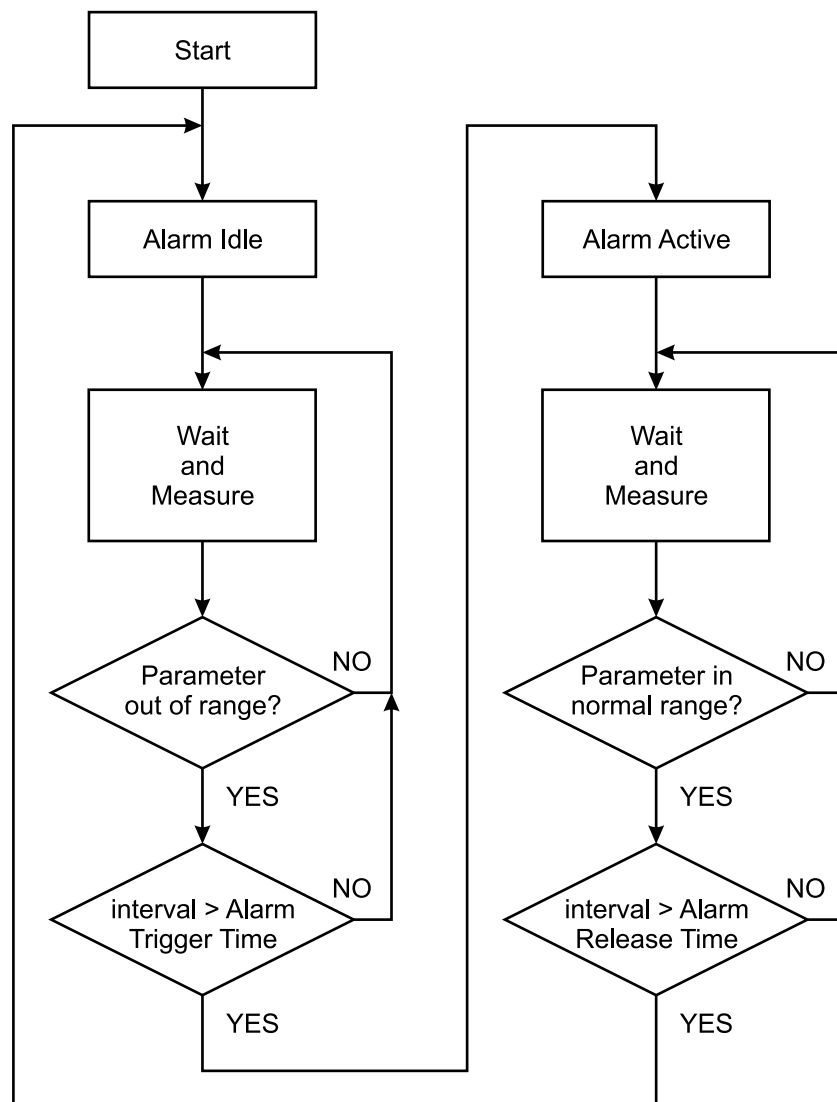 Start
Alarm Idle
Wait
and
Measure
Parameter
out of range?
NO
YES
interval > Alarm
Trigger Time
NO
YES
Alarm Active
Wait
and
Measure
Parameter in
normal range?
NO
YES
interval > Alarm
Release Time
NO
YES